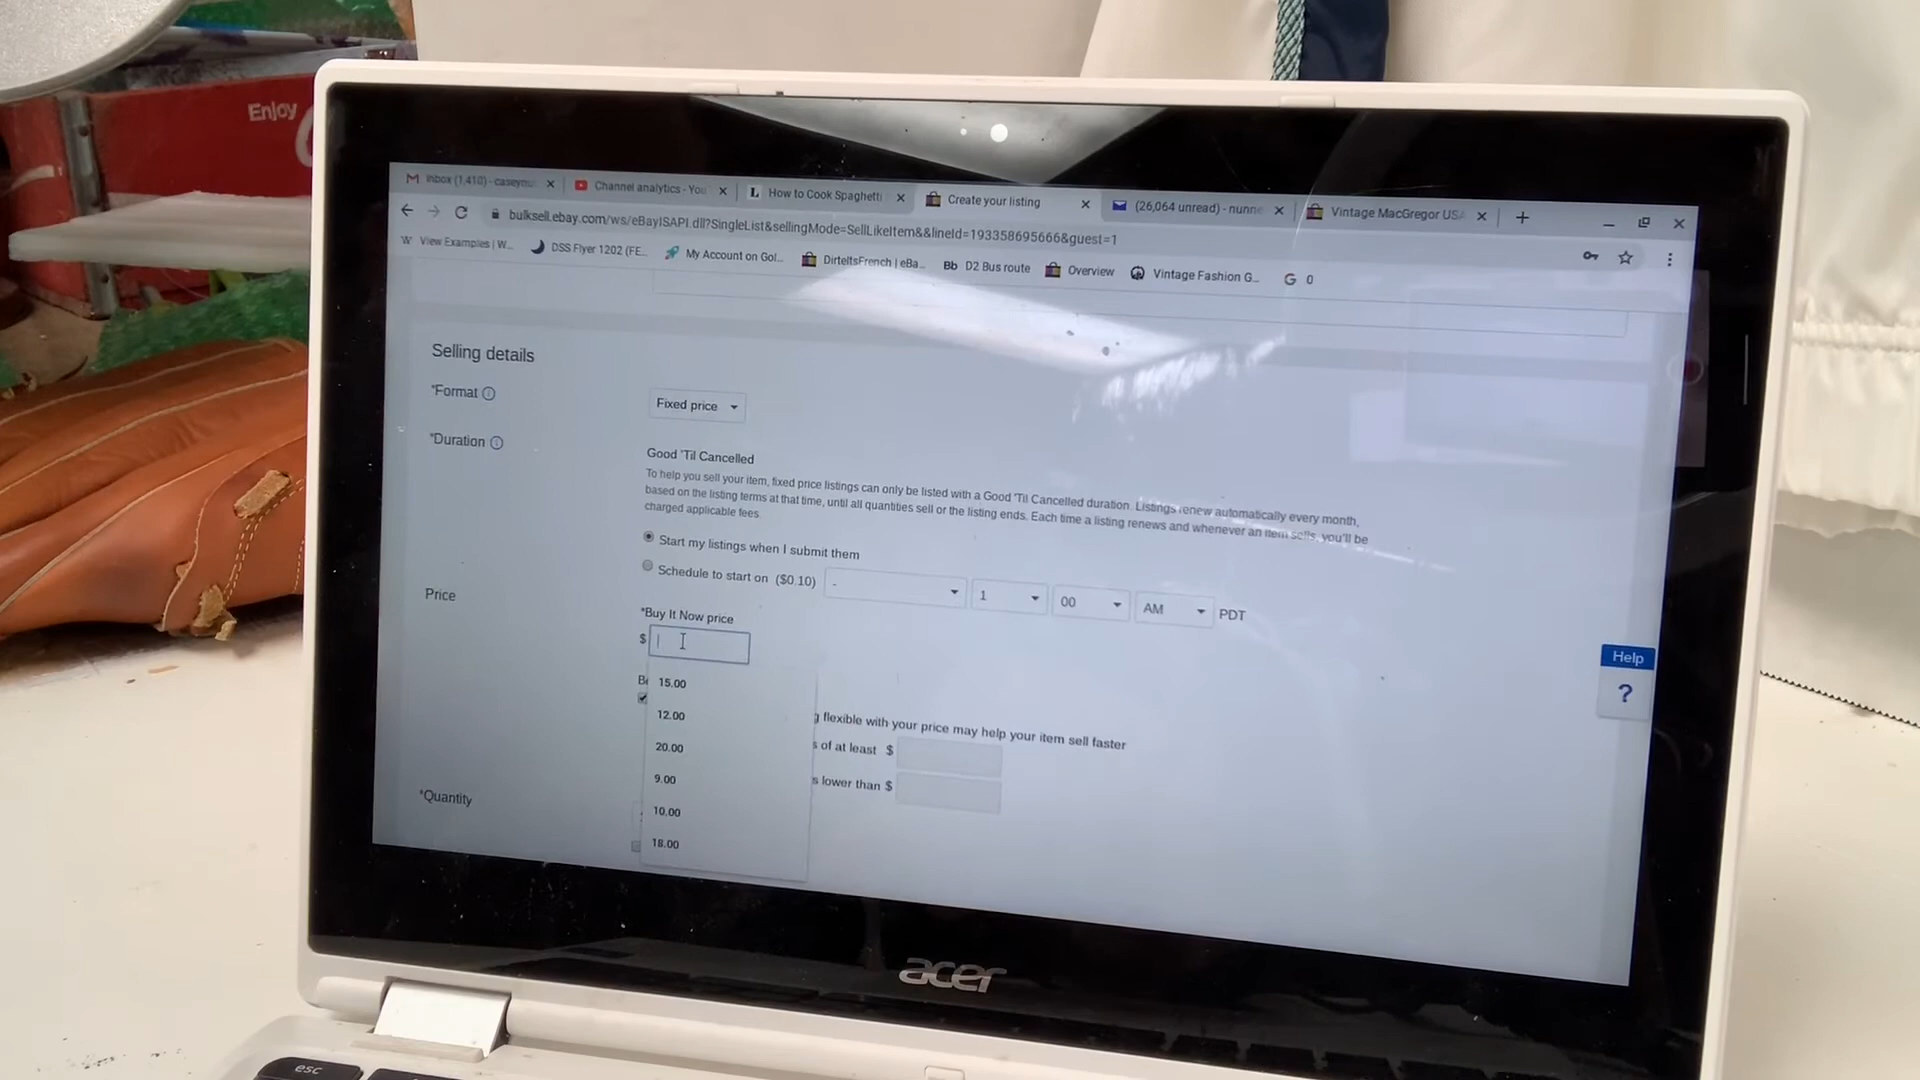 Enjoy
Inbox (1,410) - caseynu
Channel analytics - You
How to Cook Spaghetti
Create your listing
(26,064 unread) - nunne
Vintage MacGregor USA
bulksell.ebay.com/ws/eBayISAPI.dll?SingleList&sellingMode=SellLikeItem&&lineId=193358695666&guest=1
View Examples | W...
DSS Flyer 1202 (FE...
My Account on Gol...
DirteItsFrench | eBa...
Bb D2 Bus route
Overview
Vintage Fashion G...
G 0
Selling details
*Format
Fixed price
*Duration
Good 'Til Cancelled
To help you sell your item, fixed price listings can only be listed with a Good 'Til Cancelled duration. Listings renew automatically every month,
based on the listing terms at that time, until all quantities sell or the listing ends. Each time a listing renews and whenever an item sells, you'll be
charged applicable fees.
Start my listings when I submit them
Schedule to start on ($0.10) - 1 00 AM PDT
Price
*Buy It Now price
$
15.00
12.00
20.00
9.00
10.00
18.00
flexible with your price may help your item sell faster
s of at least $
s lower than $
*Quantity
Help
?
acer
esc